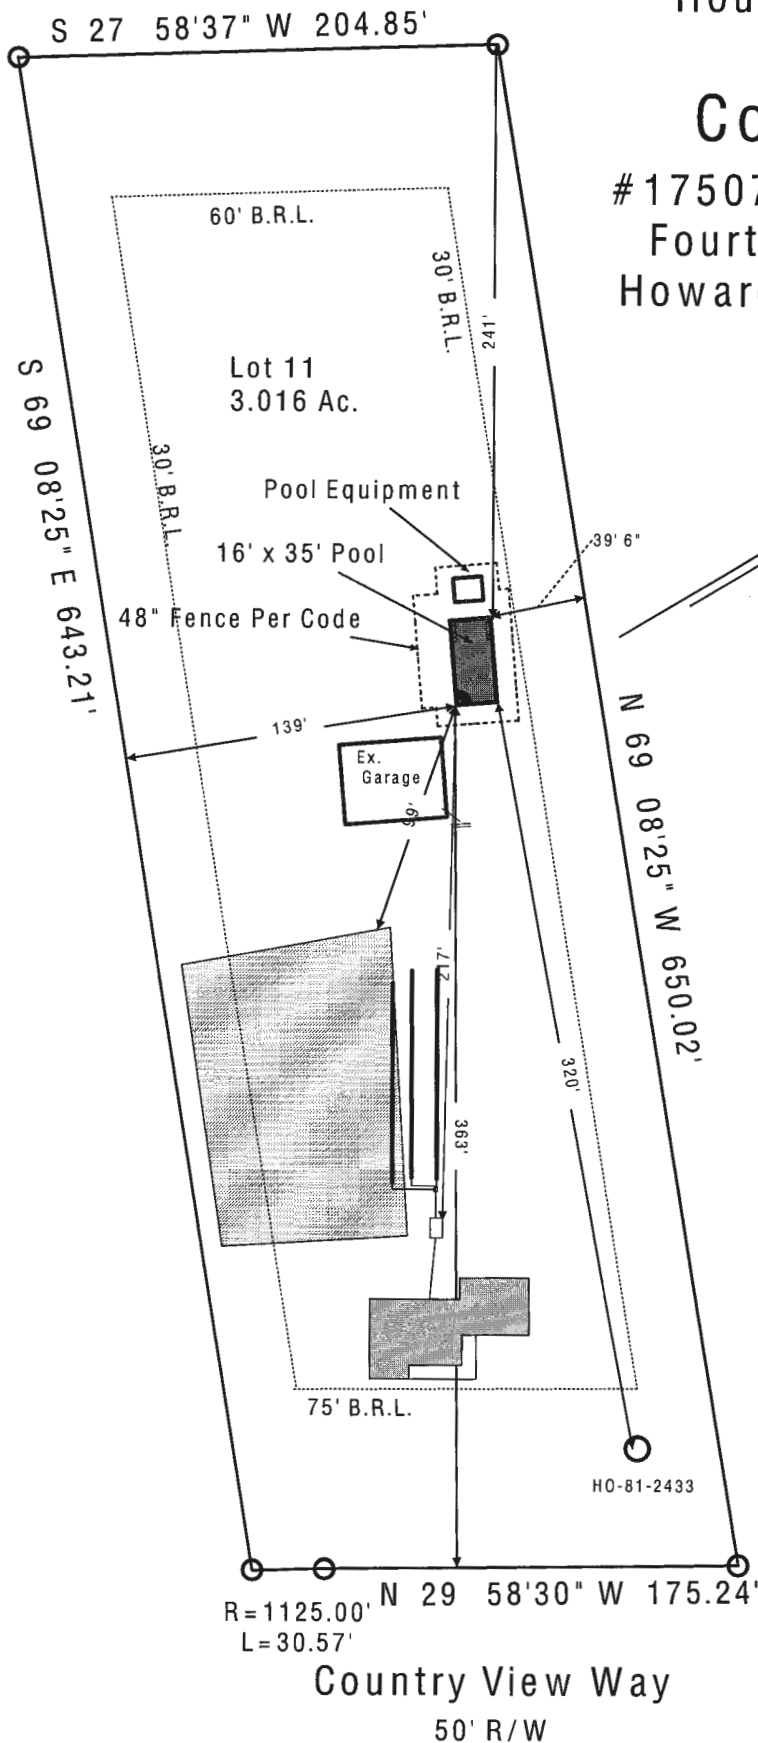 S 27 58'37" W 204.85'
Co
#17507
Fourt
Howar
60' B.R.L.
30' B.R.L.
241'
Lot 11
3.016 Ac.
S 69 08'25" E 643.21'
30' B.R.L
Pool Equipment
16' x 35' Pool
39' 6"
48" Fence Per Code
139'
Ex.
Garage
99'
N 69 08'25" W 650.02'
217'
320'
363'
75' B.R.L.
HO-81-2433
N 29 58'30" W 175.24'
R=1125.00'
L=30.57'
Country View Way
50' R/W